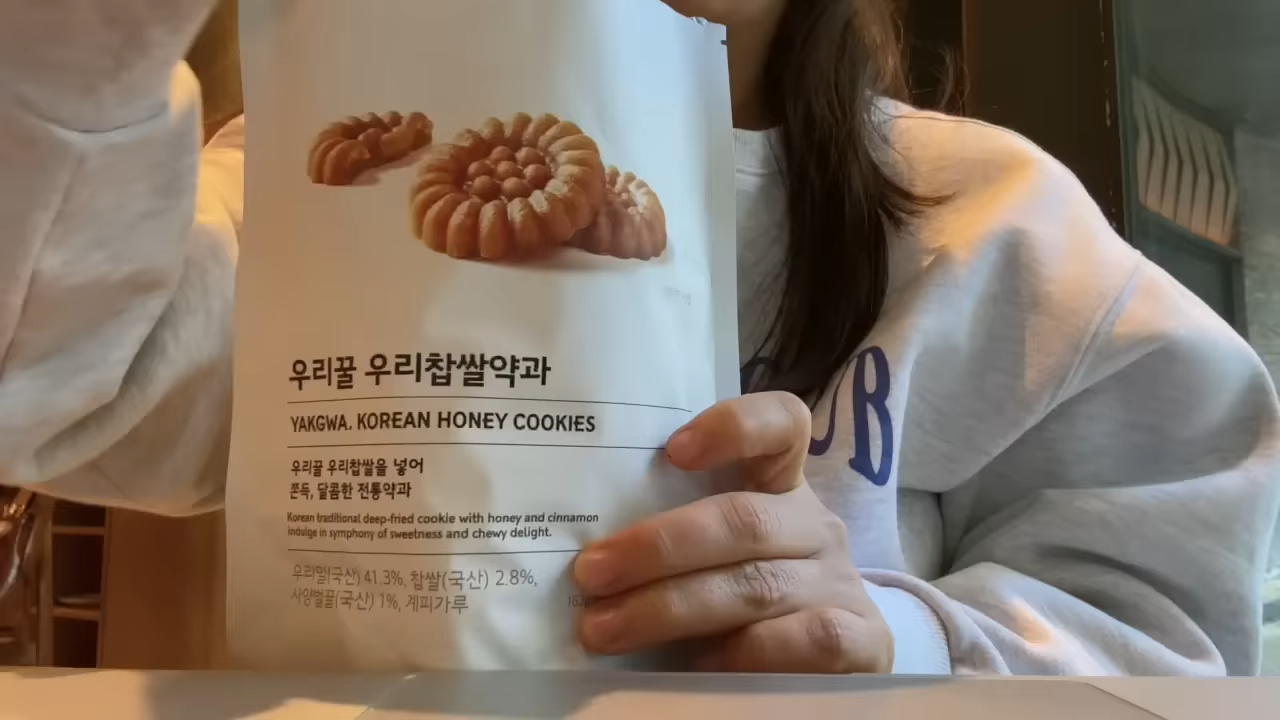 우리꿀 우리찹쌀약과
YAKGWA. KOREAN HONEY COOKIES
우리꿀 우리찹쌀을 넣어
쫀득, 달콤한 전통약과
Korean traditional deep-fried cookie with honey and cinnamon
indulge in symphony of sweetness and chewy delight.
우리밀(국산) 41.3%, 찹쌀(국산) 2.8%,
사양벌꿀(국산) 1%, 계피가루
UB